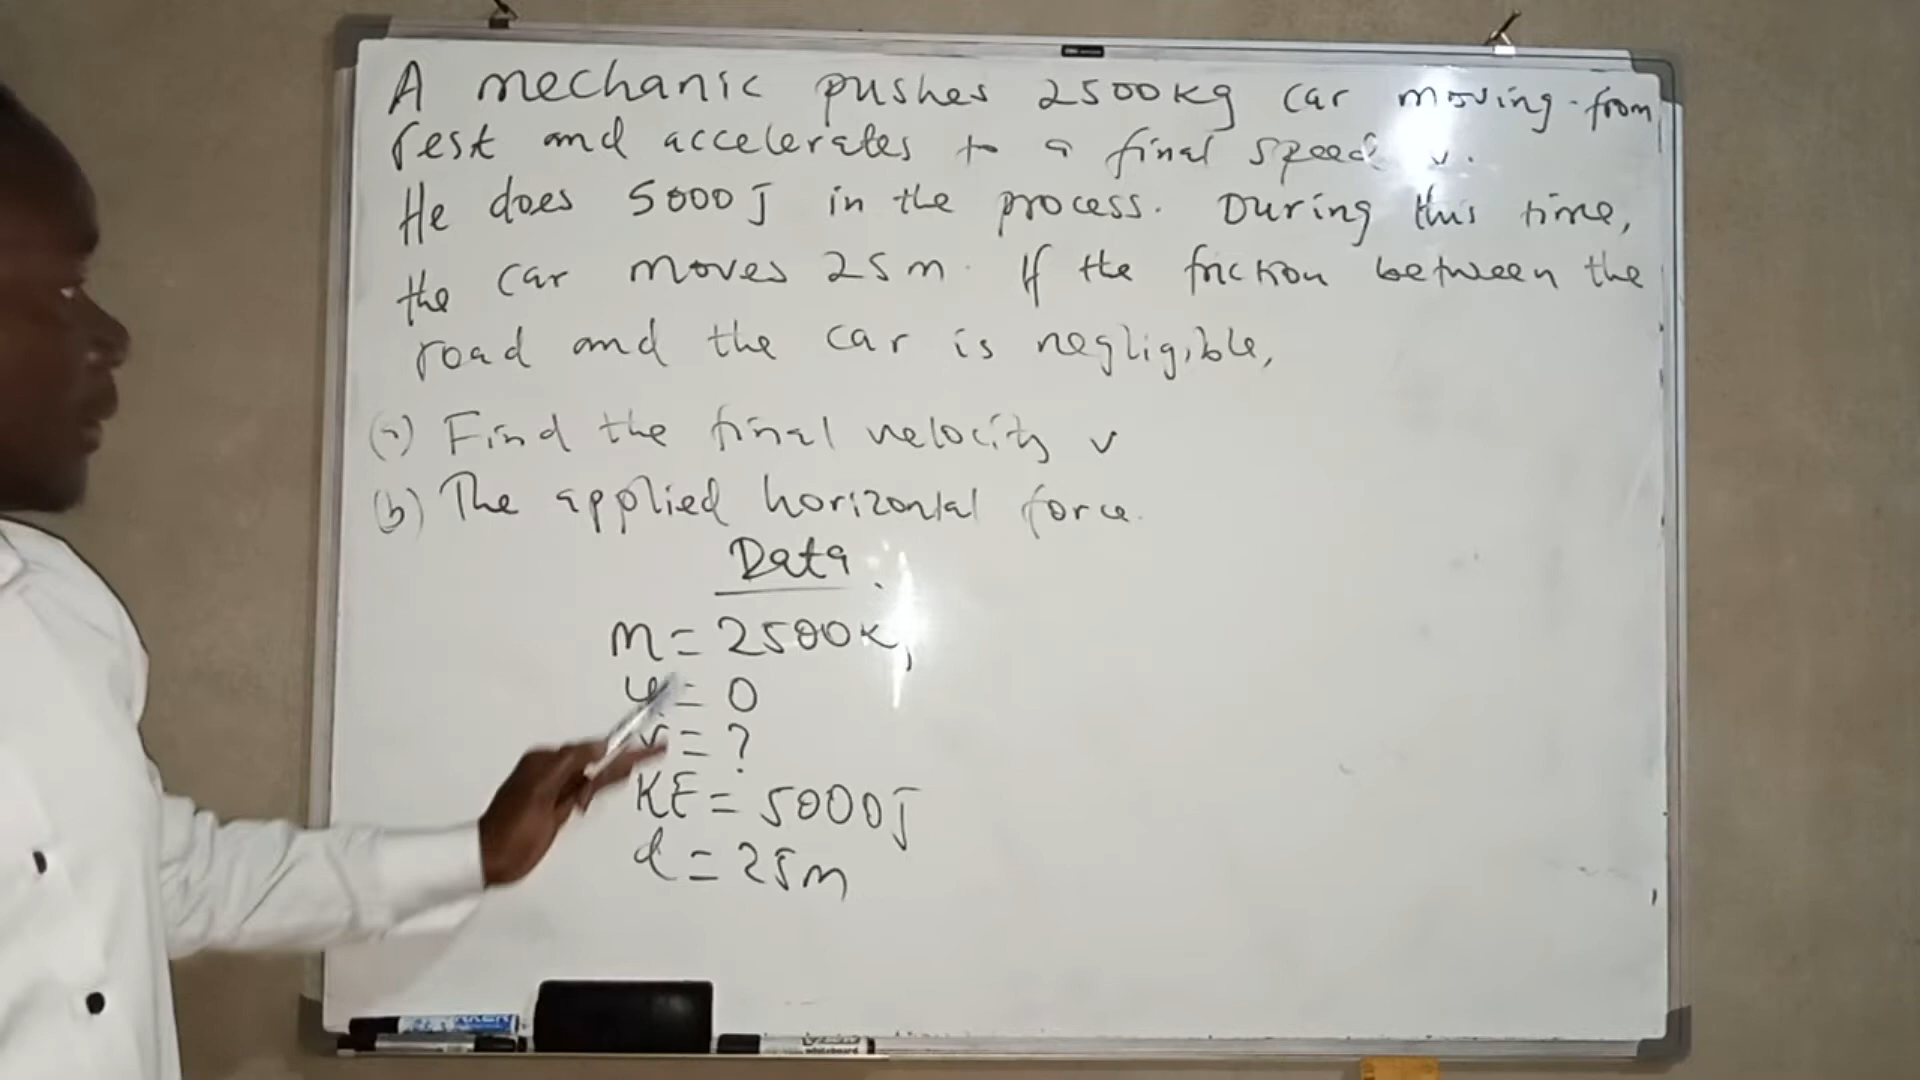 A mechanic pushes 2500kg car moving from
rest and accelerates to a final speed v.
He does 5000J in the process. During this time,
the car moves 25m. If the friction between the
road and the car is negligible,
(a) Find the final velocity v
(b) The applied horizontal force.
Data
m = 2500k
u = 0
v = ?
KE = 5000J
d = 25m
whiteboard